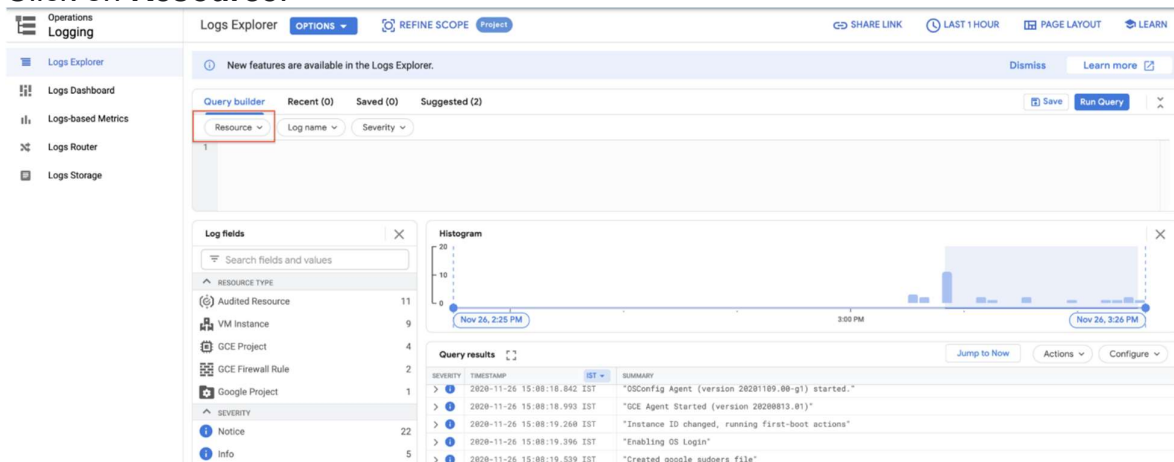 Click on Resource.
Operations
Logging
Logs Explorer
OPTIONS
REFINE SCOPE
Project
SHARE LINK
LAST 1 HOUR
PAGE LAYOUT
LEARN
Logs Explorer
Logs Dashboard
Logs-based Metrics
Logs Router
Logs Storage
New features are available in the Logs Explorer.
Dismiss
Learn more
Query builder
Recent (0)
Saved (0)
Suggested (2)
Save
Run Query
Resource
Log name
Severity
1
Log fields
Search fields and values
RESOURCE TYPE
Audited Resource 11
VM Instance 9
GCE Project 4
GCE Firewall Rule 2
Google Project 1
SEVERITY
Notice 22
Info 5
Histogram
20
10
0
Nov 26, 2:25 PM
3:00 PM
Nov 26, 3:26 PM
Query results
Jump to Now
Actions
Configure
SEVERITY TIMESTAMP IST SUMMARY
2020-11-26 15:08:18.842 IST "OSConfig Agent (version 20201109.00-g1) started."
2020-11-26 15:08:18.993 IST "GCE Agent Started (version 20200813.01)"
2020-11-26 15:08:19.260 IST "Instance ID changed, running first-boot actions"
2020-11-26 15:08:19.396 IST "Enabling OS Login"
2020-11-26 15:08:19.539 IST "Created google sudoers file"